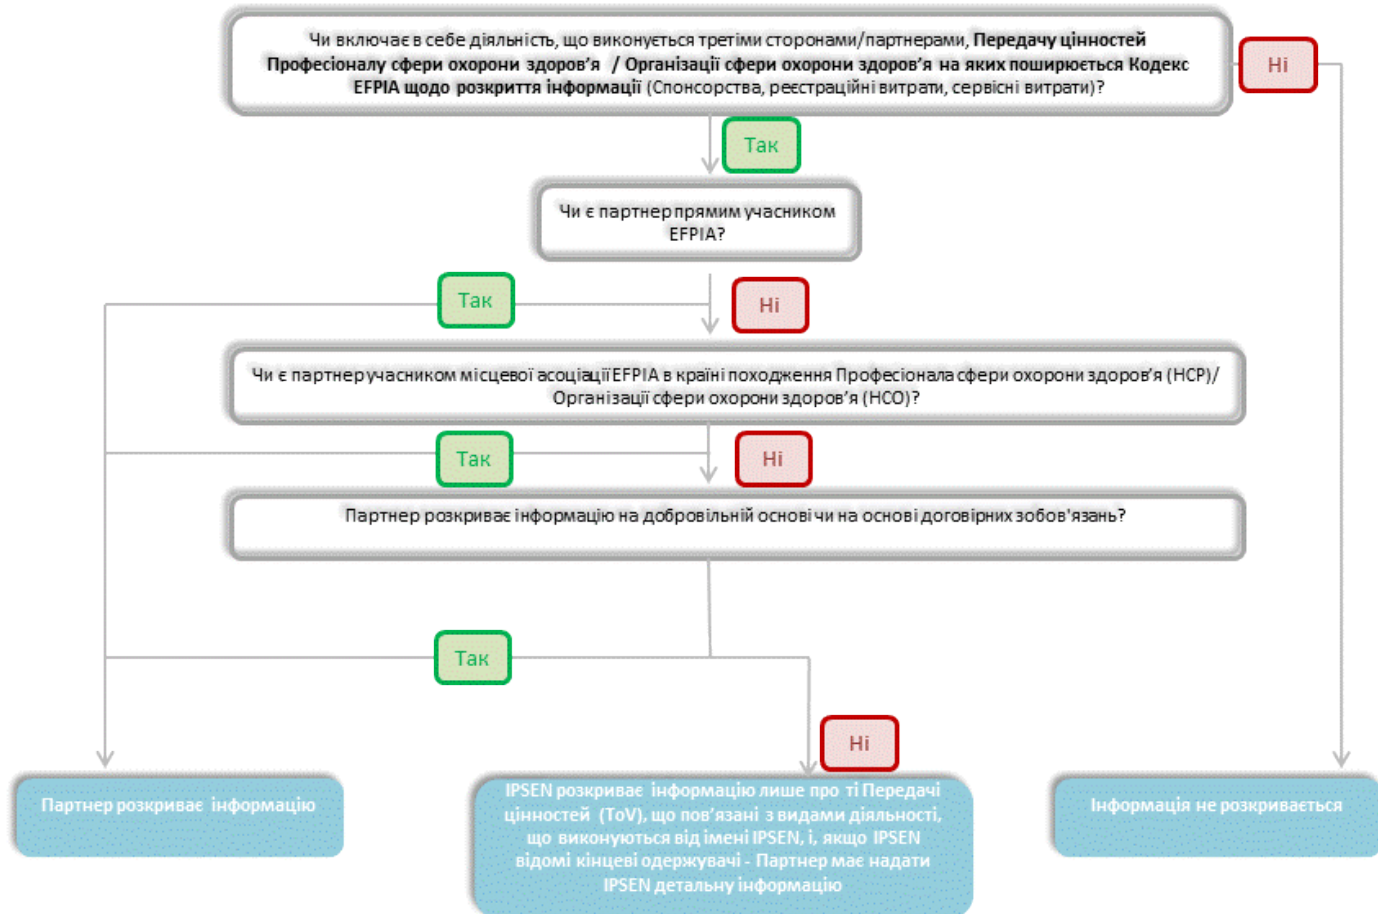 Чи включає в себе діяльність, що виконується третіми сторонами/партнерами, Передачу цінностей
Професіоналу сфери охорони здоров’я / Організації сфери охорони здоров’я на яких поширюється Кодекс
EFPIA щодо розкриття інформації (Спонсорства, реєстраційні витрати, сервісні витрати)?
Ні
Так
Чи є партнер прямим учасником
EFPIA?
Так
Ні
Чи є партнер учасником місцевої асоціації EFPIA в країні походження Професіонала сфери охорони здоров’я (HCP)/
Організації сфери охорони здоров’я (HCO)?
Так
Ні
Партнер розкриває інформацію на добровільній основі чи на основі договірних зобов'язань?
Так
Ні
Партнер розкриває інформацію
IPSEN розкриває інформацію лише про ті Передачі
цінностей (ToV), що пов’язані з видами діяльності,
що виконуються від імені IPSEN, і, якщо IPSEN
відомі кінцеві одержувачі - Партнер має надати
IPSEN детальну інформацію
Інформація не розкривається